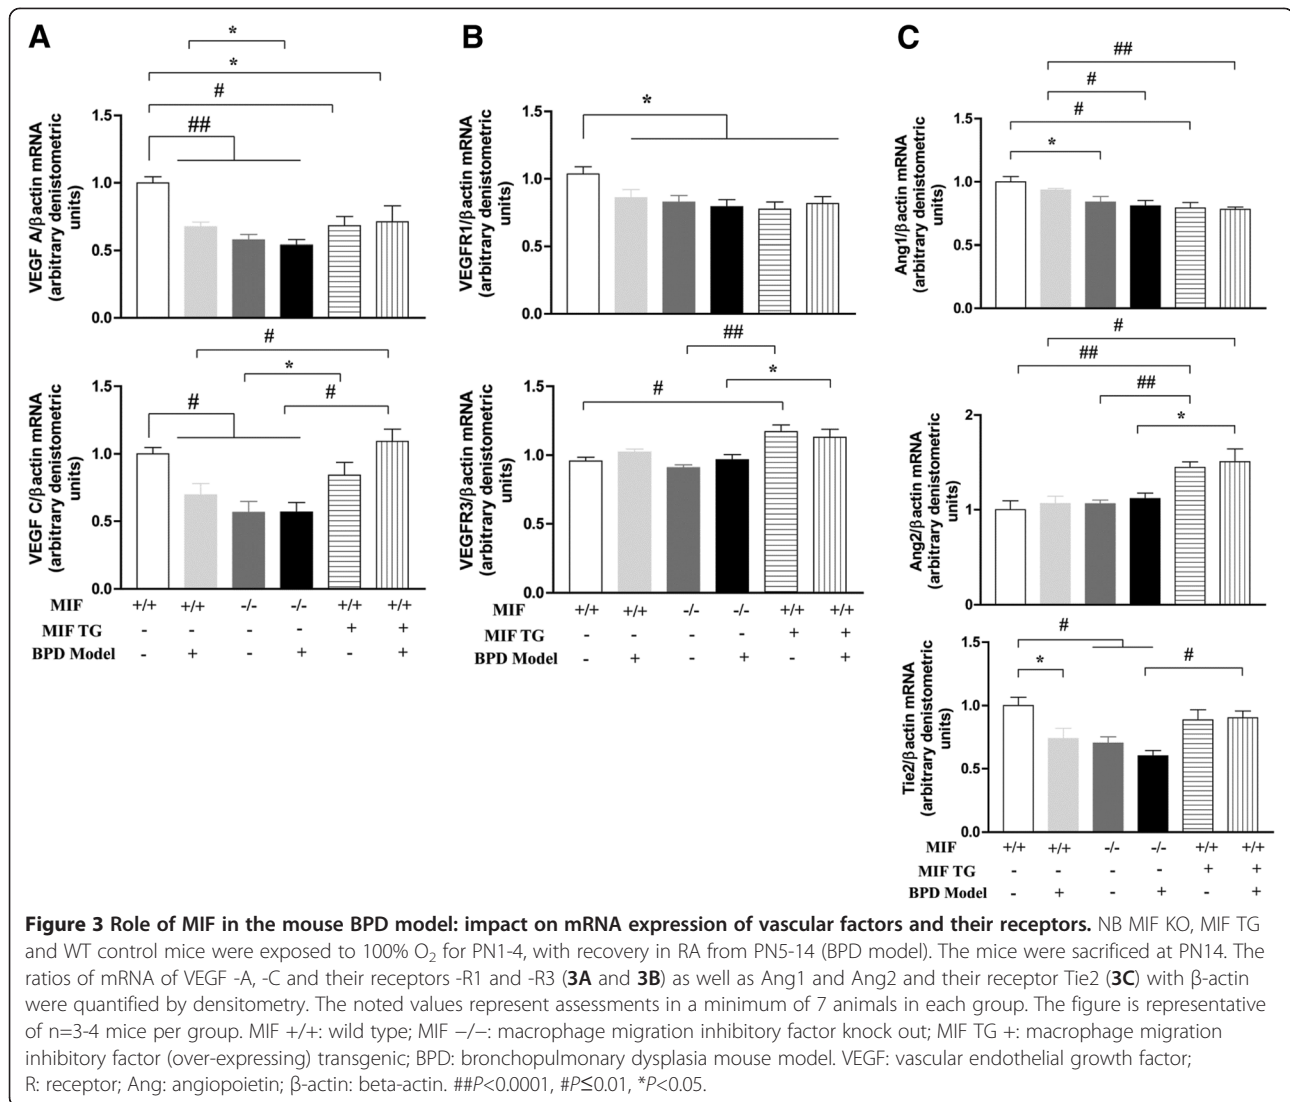 A
*
*
#
##
VEGF A/βactin mRNA
(arbitrary denistometric
units)
1.5
1.0
0.5
0.0
#
*
#
#
VEGF C/βactin mRNA
(arbitrary denistometric
units)
1.5
1.0
0.5
0.0
MIF +/+ +/+ -/- -/- +/+ +/+
MIF TG - - - - + +
BPD Model - + - + - +
B
*
VEGFR1/βactin mRNA
(arbitrary denistometric
units)
1.5
1.0
0.5
0.0
##
*
#
VEGFR3/βactin mRNA
(arbitrary denistometric
units)
1.5
1.0
0.5
0.0
+/+ +/+ -/- -/- +/+ +/+
- - - - + +
- + - + - +
C
##
#
#
*
Ang1/βactin mRNA
(arbitrary denistometric
units)
1.5
1.0
0.5
0.0
#
##
##
*
Ang2/βactin mRNA
(arbitrary denistometric
units)
2
1
0
#
*
#
Tie2/βactin mRNA
(arbitrary denistometric
units)
1.5
1.0
0.5
0.0
MIF +/+ +/+ -/- -/- +/+ +/+
MIF TG - - - - + +
BPD Model - + - + - +
Figure 3 Role of MIF in the mouse BPD model: impact on mRNA expression of vascular factors and their receptors. NB MIF KO, MIF TG
and WT control mice were exposed to 100% O₂ for PN1-4, with recovery in RA from PN5-14 (BPD model). The mice were sacrificed at PN14. The
ratios of mRNA of VEGF -A, -C and their receptors -R1 and -R3 (3A and 3B) as well as Ang1 and Ang2 and their receptor Tie2 (3C) with β-actin
were quantified by densitometry. The noted values represent assessments in a minimum of 7 animals in each group. The figure is representative
of n=3-4 mice per group. MIF +/+: wild type; MIF −/−: macrophage migration inhibitory factor knock out; MIF TG +: macrophage migration
inhibitory factor (over-expressing) transgenic; BPD: bronchopulmonary dysplasia mouse model. VEGF: vascular endothelial growth factor;
R: receptor; Ang: angiopoietin; β-actin: beta-actin. ##P<0.0001, #P≤0.01, *P<0.05.